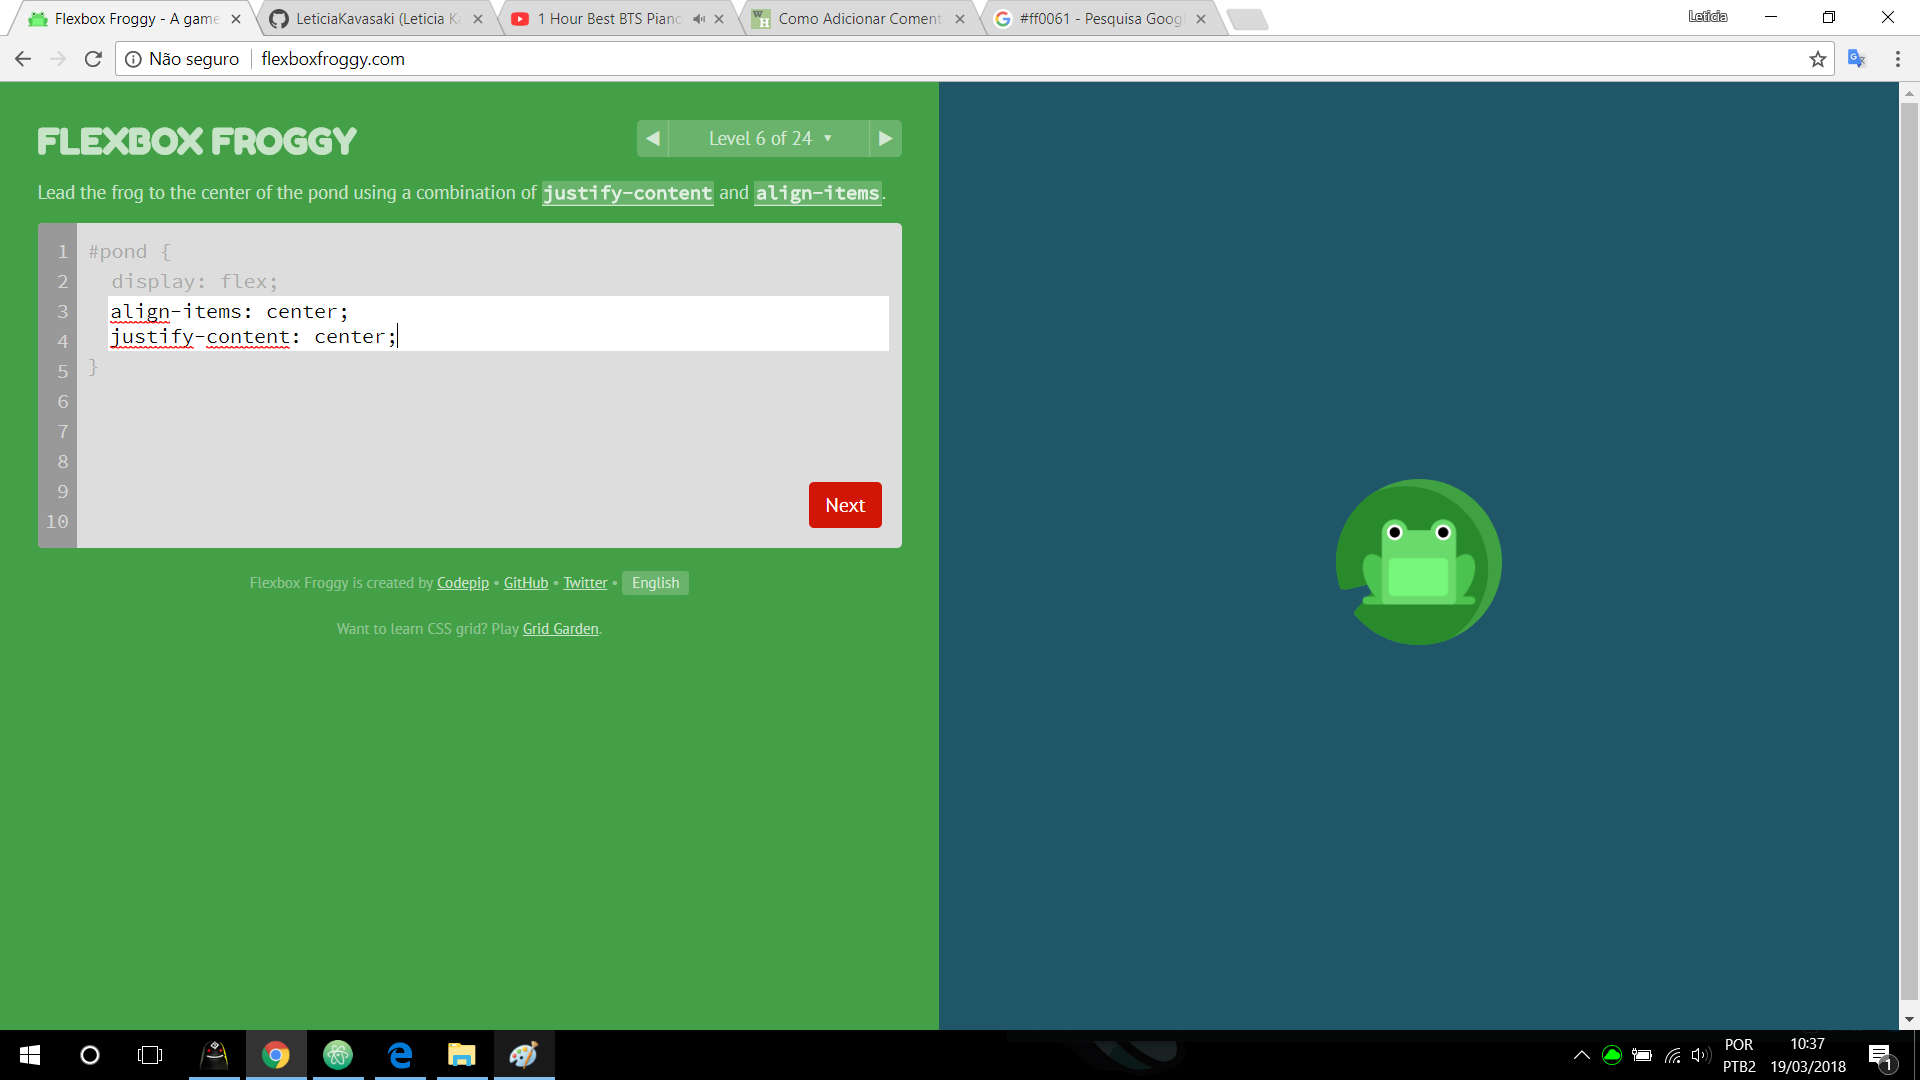 Flexbox Froggy - A game
LeticiaKavasaki (Leticia K
1 Hour Best BTS Piano
Como Adicionar Coment
#ff0061 - Pesquisa Goog
Leticia
Não seguro
flexboxfroggy.com
FLEXBOX FROGGY
Level 6 of 24
Lead the frog to the center of the pond using a combination of justify-content and align-items.
1 #pond {
2 display: flex;
3 align-items: center;
4 justify-content: center;
5 }
6
7
8
9
10
Next
Flexbox Froggy is created by Codepip • GitHub • Twitter • English
Want to learn CSS grid? Play Grid Garden.
POR
PTB2
10:37
19/03/2018
1